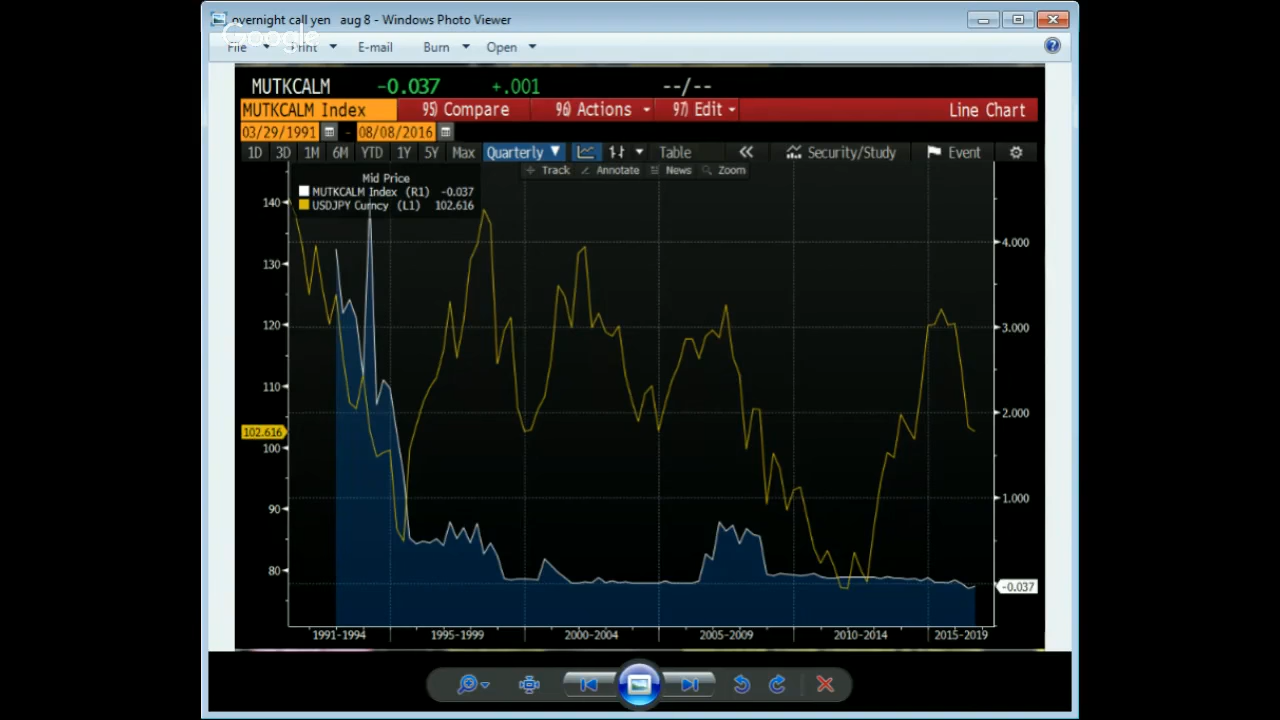 overnight call yen aug 8 - Windows Photo Viewer
Google
File Print E-mail Burn Open
MUTKCALM -0.037 +.001 --/--
MUTKCALM Index 95) Compare 96) Actions 97) Edit Line Chart
03/29/1991 - 08/08/2016
1D 3D 1M 6M YTD 1Y 5Y Max Quarterly Table Security/Study Event
Track Annotate News Zoom
Mid Price
MUTKCALM Index (R1) -0.037
USDJPY Curncy (L1) 102.616
140
4.000
130
120
3.000
110
2.000
102.616
100
1.000
90
80
-0.037
1991-1994 1995-1999 2000-2004 2005-2009 2010-2014 2015-2019